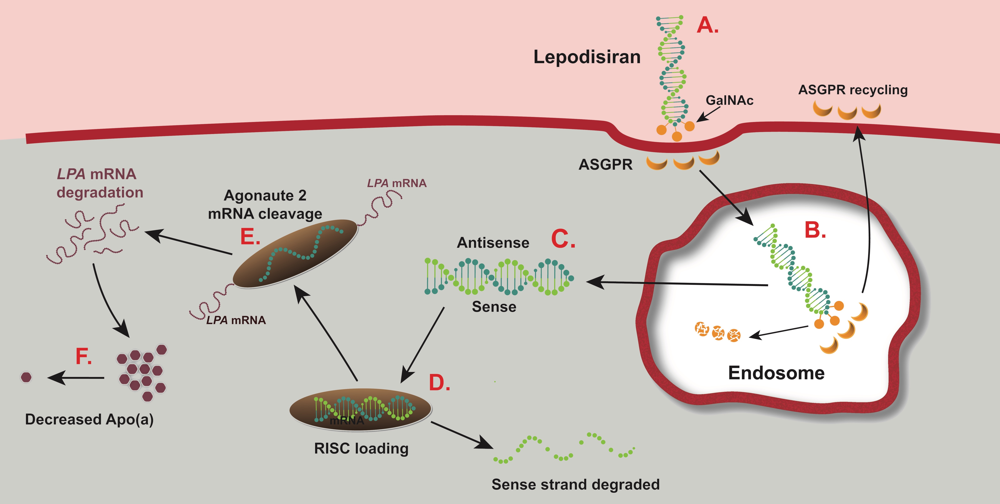 A.
Lepodisiran
GalNAc
ASGPR recycling
ASGPR
LPA mRNA
degradation
Agonaute 2
mRNA cleavage
LPA mRNA
E.
LPA mRNA
Antisense
C.
Sense
B.
Endosome
D.
mRNA
RISC loading
Sense strand degraded
F.
Decreased Apo(a)